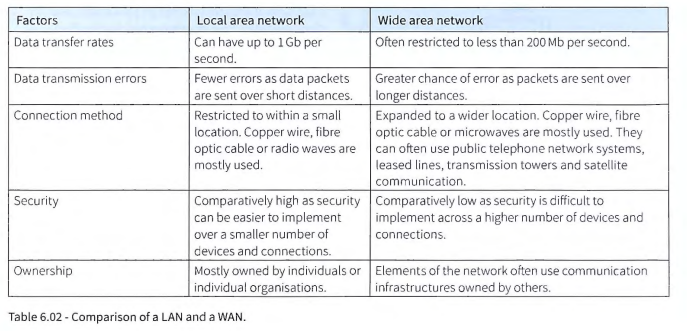 Factors
Local area network
Wide area network
Data transfer rates
Can have up to 1 Gb per
second.
Often restricted to less than 200 Mb per second.
Data transmission errors
Fewer errors as data packets
are sent over short distances.
Greater chance of error as packets are sent over
longer distances.
Connection method
Restricted to within a small
location. Copper wire, fibre
optic cable or radio waves are
mostly used.
Expanded to a wider location. Copper wire, fibre
optic cable or microwaves are mostly used. They
can often use public telephone network systems,
leased lines, transmission towers and satellite
communication.
Security
Comparatively high as security
can be easier to implement
over a smaller number of
devices and connections.
Comparatively low as security is difficult to
implement across a higher number of devices and
connections.
Ownership
Mostly owned by individuals or
individual organisations.
Elements of the network often use communication
infrastructures owned by others.
Table 6.02 - Comparison of a LAN and a WAN.